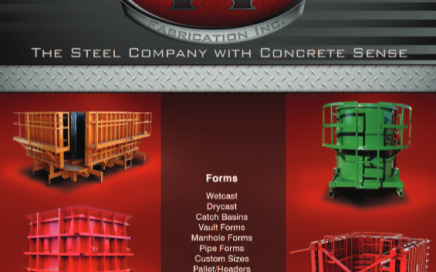 FABRICATION INC.
THE STEEL COMPANY WITH CONCRETE SENSE
Forms
Wetcast
Drycast
Catch Basins
Vault Forms
Manhole Forms
Pipe Forms
Custom Sizes
Pallet/Headers